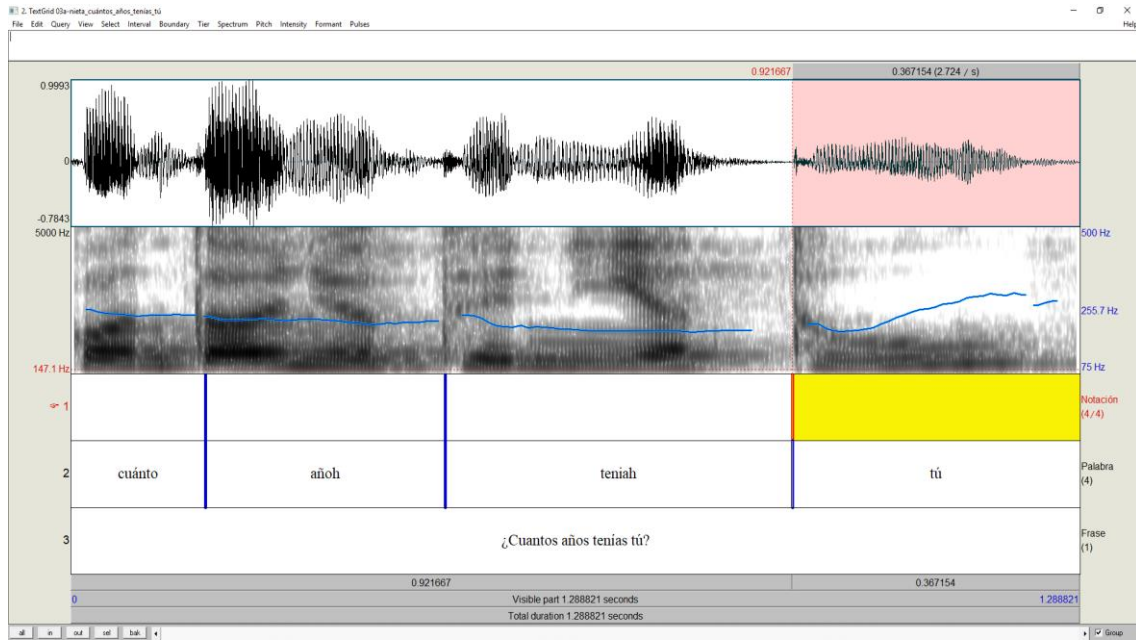 2. TextGrid 03a-nieta_cuántos_años_tenías_tú
File Edit Query View Select Interval Boundary Tier Spectrum Pitch Intensity Formant Pulses Help
0.921667 0.367154 (2.724 / s)
0.9993
0
-0.7843
5000 Hz 500 Hz
255.7 Hz
147.1 Hz 75 Hz
1 Notación
(4/4)
2 cuánto añoh teniah tú Palabra
(4)
3 ¿Cuantos años tenías tú? Frase
(1)
0.921667 0.367154
0 Visible part 1.288821 seconds 1.288821
Total duration 1.288821 seconds
all in out sel bak Group